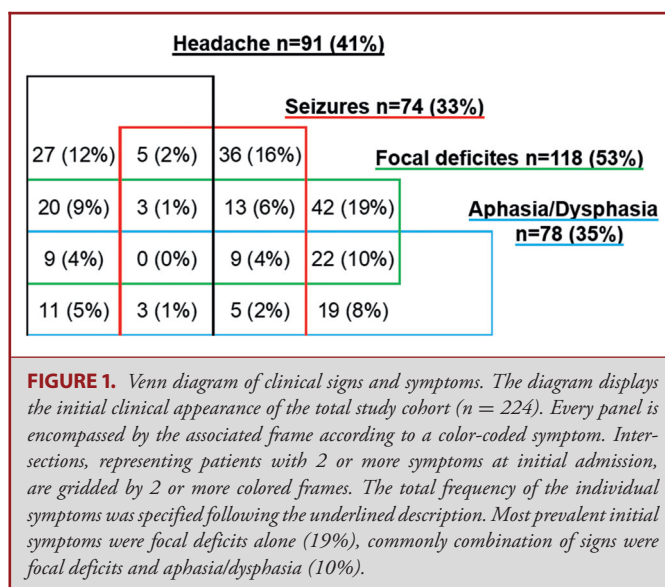 Headache n=91 (41%)
Seizures n=74 (33%)
27 (12%) 5 (2%) 36 (16%)
Focal deficites n=118 (53%)
20 (9%) 3 (1%) 13 (6%) 42 (19%)
Aphasia/Dysphasia
n=78 (35%)
9 (4%) 0 (0%) 9 (4%) 22 (10%)
11 (5%) 3 (1%) 5 (2%) 19 (8%)
FIGURE 1. Venn diagram of clinical signs and symptoms. The diagram displays
the initial clinical appearance of the total study cohort (n = 224). Every panel is
encompassed by the associated frame according to a color-coded symptom. Inter-
sections, representing patients with 2 or more symptoms at initial admission,
are gridded by 2 or more colored frames. The total frequency of the individual
symptoms was specified following the underlined description. Most prevalent initial
symptoms were focal deficits alone (19%), commonly combination of signs were
focal deficits and aphasia/dysphasia (10%).